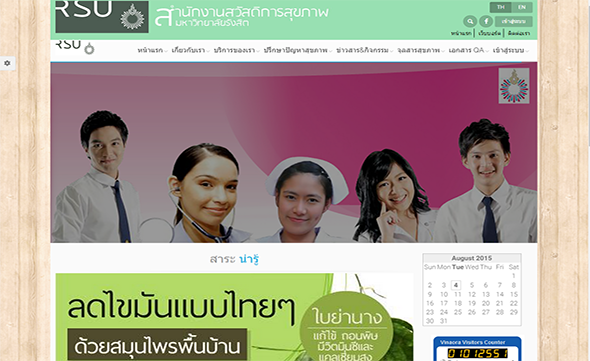 RSU
สำนักงานสวัสดิการสุขภาพ
มหาวิทยาลัยรังสิต
TH EN
เข้าสู่ระบบ
หน้าแรก | เว็บบอร์ด | ติดต่อเรา
RSU
หน้าแรก เกี่ยวกับเรา บริการของเรา ปรึกษาปัญหาสุขภาพ ข่าวสาร&กิจกรรม จุลสารสุขภาพ เอกสาร QA เข้าสู่ระบบ
สาระ น่ารู้
August 2015
Sun Mon Tue Wed Thu Fri Sat
1
2 3 4 5 6 7 8
9 10 11 12 13 14 15
16 17 18 19 20 21 22
23 24 25 26 27 28 29
30 31
ลดไขมันแบบไทยๆ
ด้วยสมุนไพรพื้นบ้าน
ใบย่านาง
แก้ไข้ ถอนพิษ
มีวิตมินซีและ
แคลเซียมสูง
Vinacca Visitors Counter
0101255